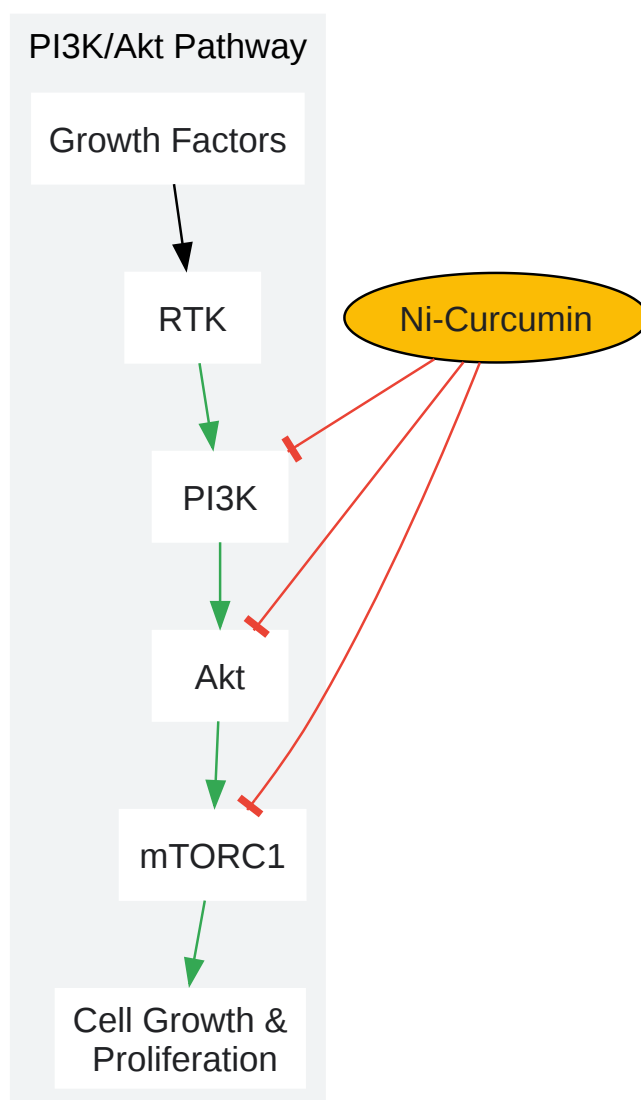 PI3K/Akt Pathway
Growth Factors
RTK
Ni-Curcumin
PI3K
Akt
mTORC1
Cell Growth &
Proliferation